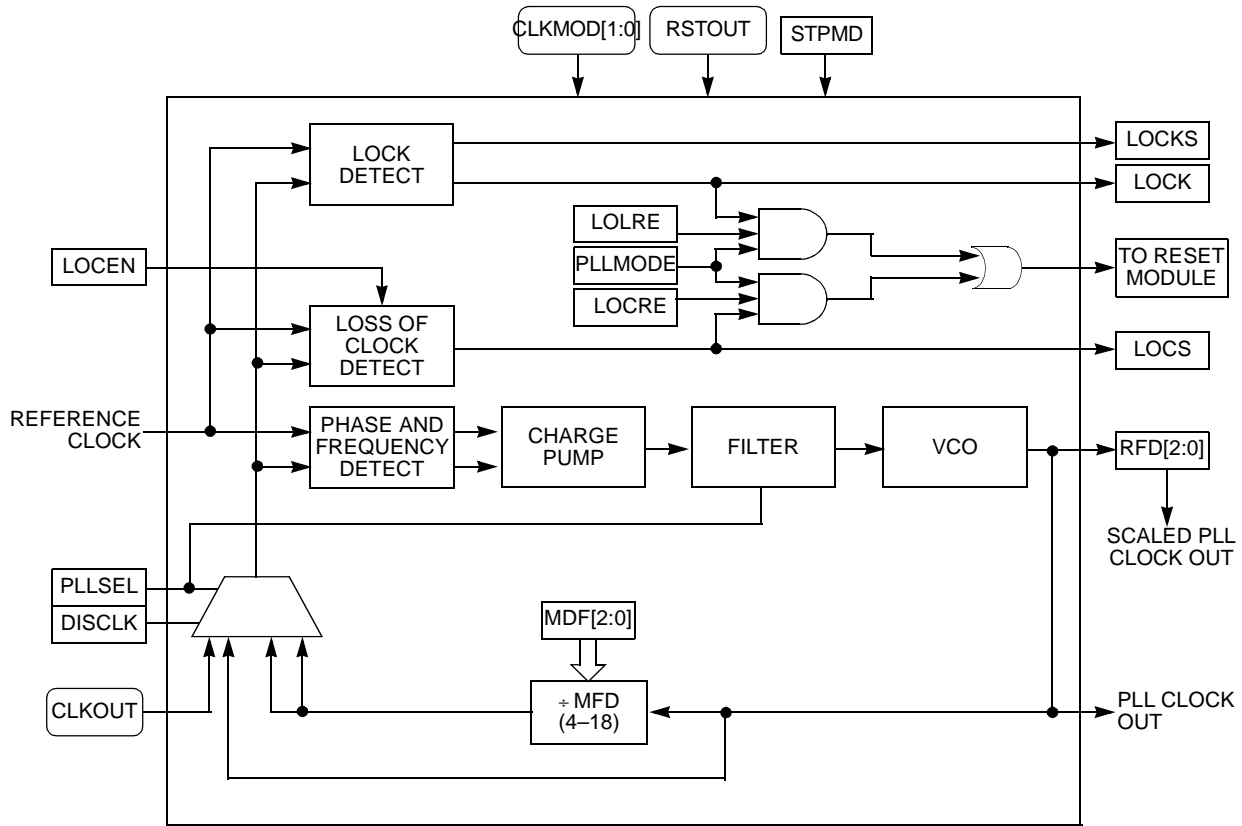 CLKMOD[1:0]
RSTOUT
STPMD
LOCK
DETECT
LOCKS
LOCK
LOLRE
PLLMODE
LOCRE
TO RESET
MODULE
LOCEN
LOSS OF
CLOCK
DETECT
LOCS
REFERENCE
CLOCK
PHASE AND
FREQUENCY
DETECT
CHARGE
PUMP
FILTER
VCO
RFD[2:0]
SCALED PLL
CLOCK OUT
PLLSEL
DISCLK
MDF[2:0]
CLKOUT
÷ MFD
(4–18)
PLL CLOCK
OUT